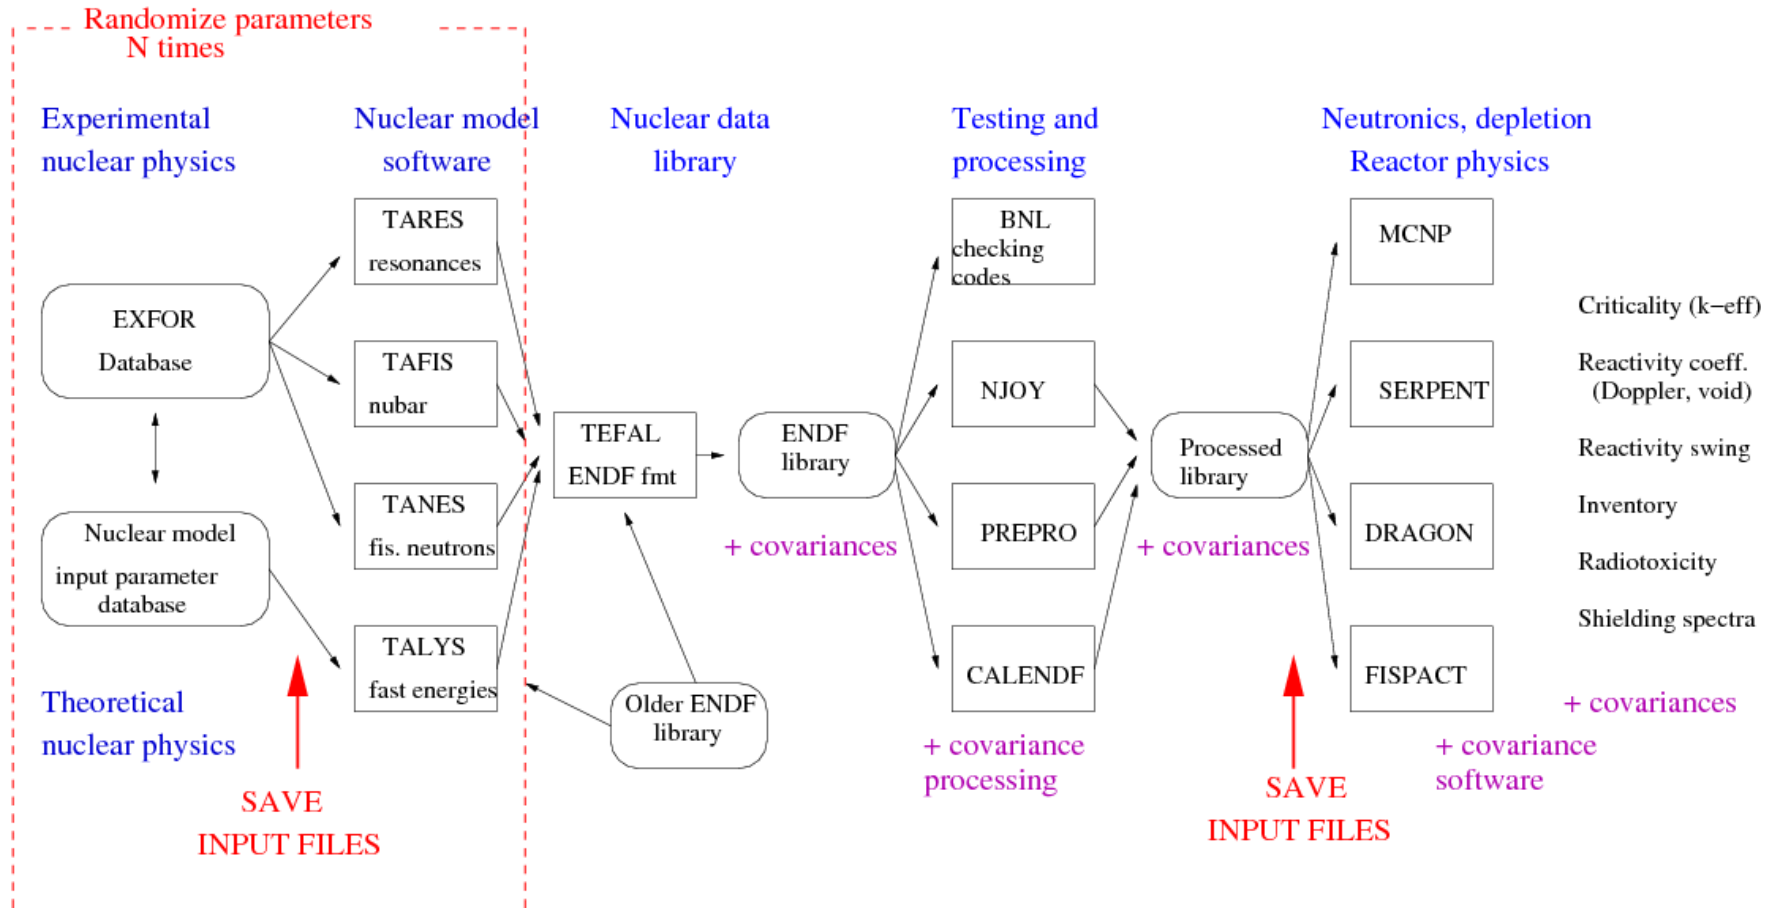 Randomize parameters
N times
Experimental
nuclear physics
Nuclear model
software
Nuclear data
library
Testing and
processing
Neutronics, depletion
Reactor physics
EXFOR
Database
Nuclear model
input parameter
database
Theoretical
nuclear physics
SAVE
INPUT FILES
TARES
resonances
TAFIS
nubar
TANES
fis. neutrons
TALYS
fast energies
TEFAL
ENDF fmt
Older ENDF
library
ENDF
library
+ covariances
BNL
checking
codes
NJOY
PREPRO
CALENDF
+ covariance
processing
Processed
library
+ covariances
SAVE
INPUT FILES
MCNP
SERPENT
DRAGON
FISPACT
+ covariance
software
Criticality (k−eff)
Reactivity coeff.
(Doppler, void)
Reactivity swing
Inventory
Radiotoxicity
Shielding spectra
+ covariances